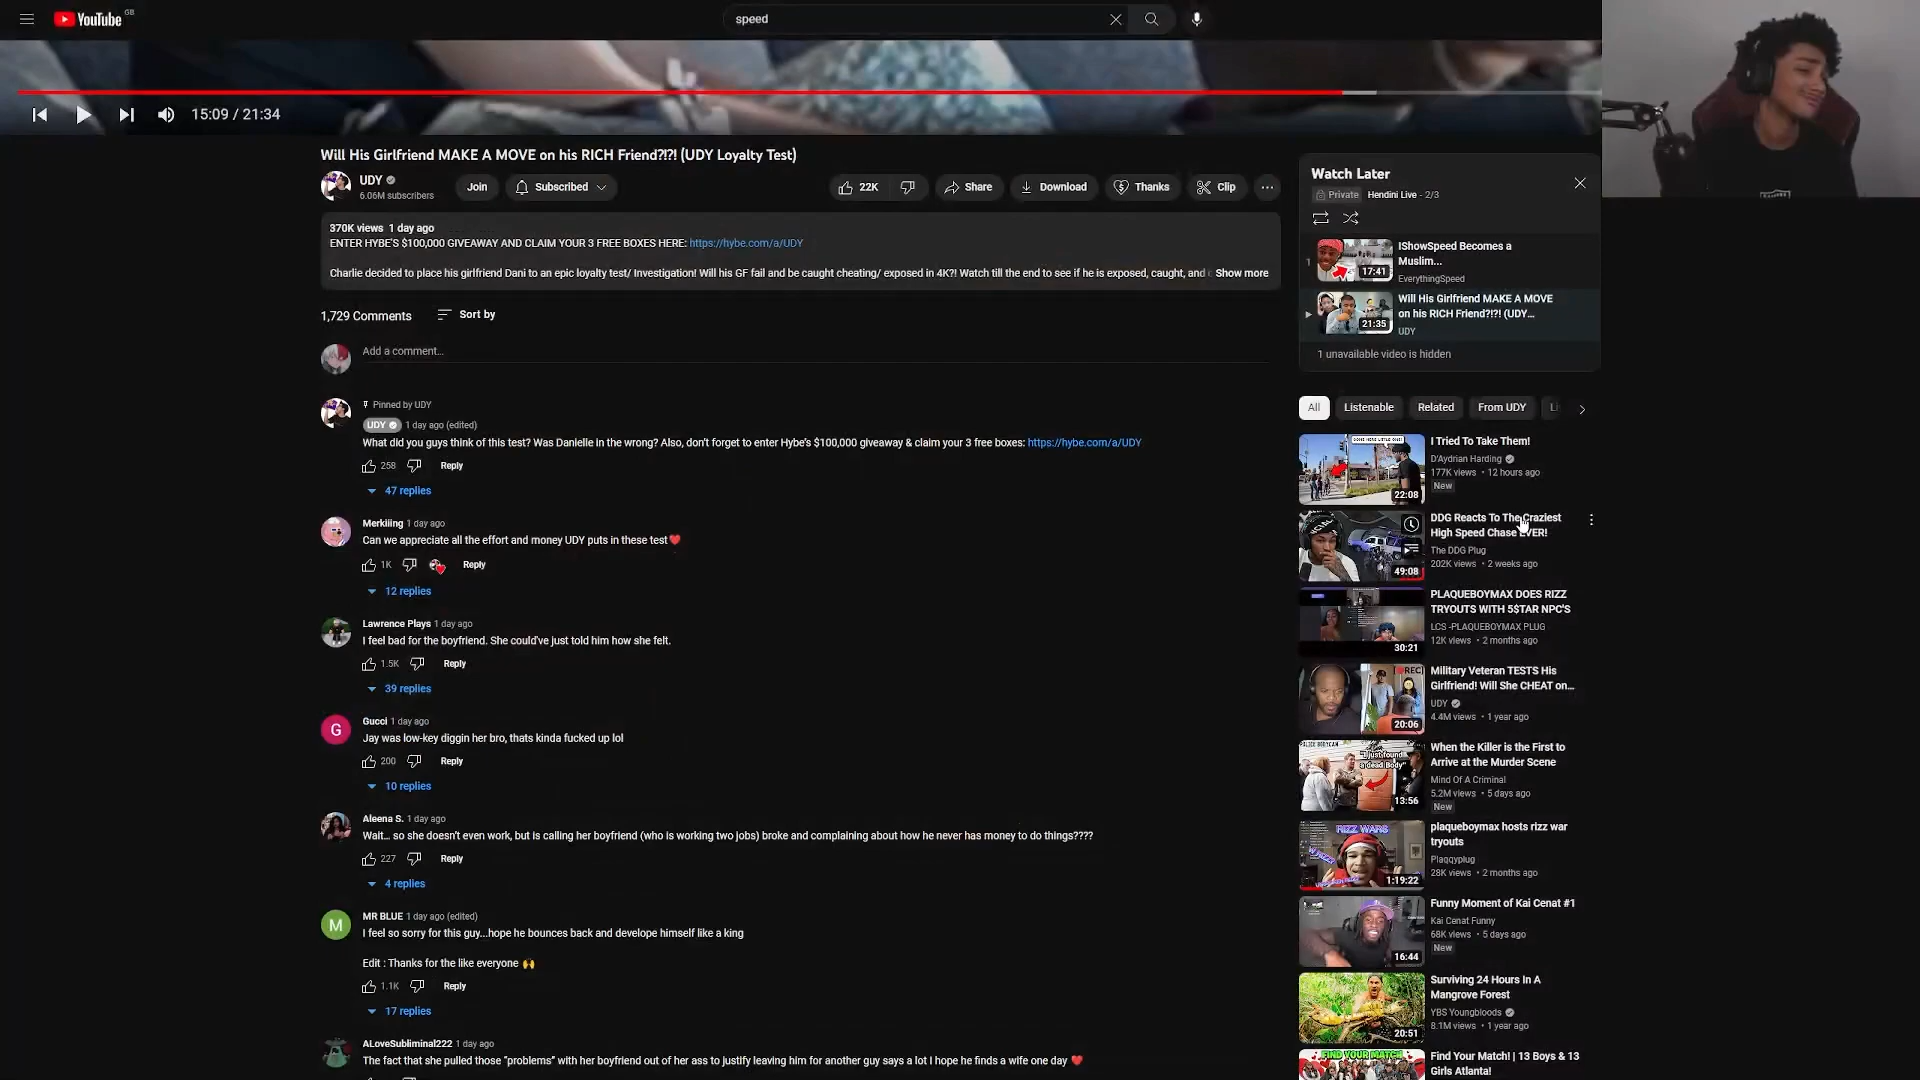 YouTube GB
speed
15:09 / 21:34
Will His Girlfriend MAKE A MOVE on his RICH Friend?!?! (UDY Loyalty Test)
UDY
6.06M subscribers
Join
Subscribed
22K
Share
Download
Thanks
Clip
370K views 1 day ago
ENTER HYBE'S $100,000 GIVEAWAY AND CLAIM YOUR 3 FREE BOXES HERE: https://hybe.com/a/UDY
Charlie decided to place his girlfriend Dani to an epic loyalty test/ Investigation! Will his GF fail and be caught cheating/ exposed in 4K?! Watch till the end to see if he is exposed, caught, and Show more
1,729 Comments
Sort by
Add a comment...
Pinned by UDY
UDY 1 day ago (edited)
What did you guys think of this test? Was Danielle in the wrong? Also, don't forget to enter Hybe's $100,000 giveaway & claim your 3 free boxes: https://hybe.com/a/UDY
258 Reply
47 replies
Merkiiing 1 day ago
Can we appreciate all the effort and money UDY puts in these test❤️
1K Reply
12 replies
Lawrence Plays 1 day ago
I feel bad for the boyfriend. She could've just told him how she felt.
1.5K Reply
39 replies
G
Gucci 1 day ago
Jay was low-key diggin her bro, thats kinda fucked up lol
200 Reply
10 replies
Aleena S. 1 day ago
Wait... so she doesn't even work, but is calling her boyfriend (who is working two jobs) broke and complaining about how he never has money to do things????
227 Reply
4 replies
M
MR BLUE 1 day ago (edited)
I feel so sorry for this guy...hope he bounces back and develope himself like a king
Edit : Thanks for the like everyone 🙌
1.1K Reply
17 replies
ALoveSubliminal222 1 day ago
The fact that she pulled those "problems" with her boyfriend out of her ass to justify leaving him for another guy says a lot I hope he finds a wife one day ❤️
Watch Later
Private Hendini Live - 2/3
1
17:41
IShowSpeed Becomes a
Muslim...
EverythingSpeed
21:35
Will His Girlfriend MAKE A MOVE
on his RICH Friend?!?! (UDY...
UDY
1 unavailable video is hidden
All
Listenable
Related
From UDY
22:08
I Tried To Take Them!
D'Aydrian Harding
177K views • 12 hours ago
New
49:08
DDG Reacts To The Craziest
High Speed Chase EVER!
The DDG Plug
202K views • 2 weeks ago
30:21
PLAQUEBOYMAX DOES RIZZ
TRYOUTS WITH 5$TAR NPC'S
LCS -PLAQUEBOYMAX PLUG
12K views • 2 months ago
REC
20:06
Military Veteran TESTS His
Girlfriend! Will She CHEAT on...
UDY
4.4M views • 1 year ago
POLICE BODYCAM
"I just found
a dead Body"
13:56
When the Killer is the First to
Arrive at the Murder Scene
Mind Of A Criminal
5.2M views • 5 days ago
New
RIZZ WARS
1:19:22
plaqueboymax hosts rizz war
tryouts
Plaqqyplug
28K views • 2 months ago
16:44
Funny Moment of Kai Cenat #1
Kai Cenat Funny
68K views • 5 days ago
New
20:51
Surviving 24 Hours In A
Mangrove Forest
YBS Youngbloods
8.1M views • 1 year ago
FIND YOUR MATCH!
Find Your Match! | 13 Boys & 13
Girls Atlanta!